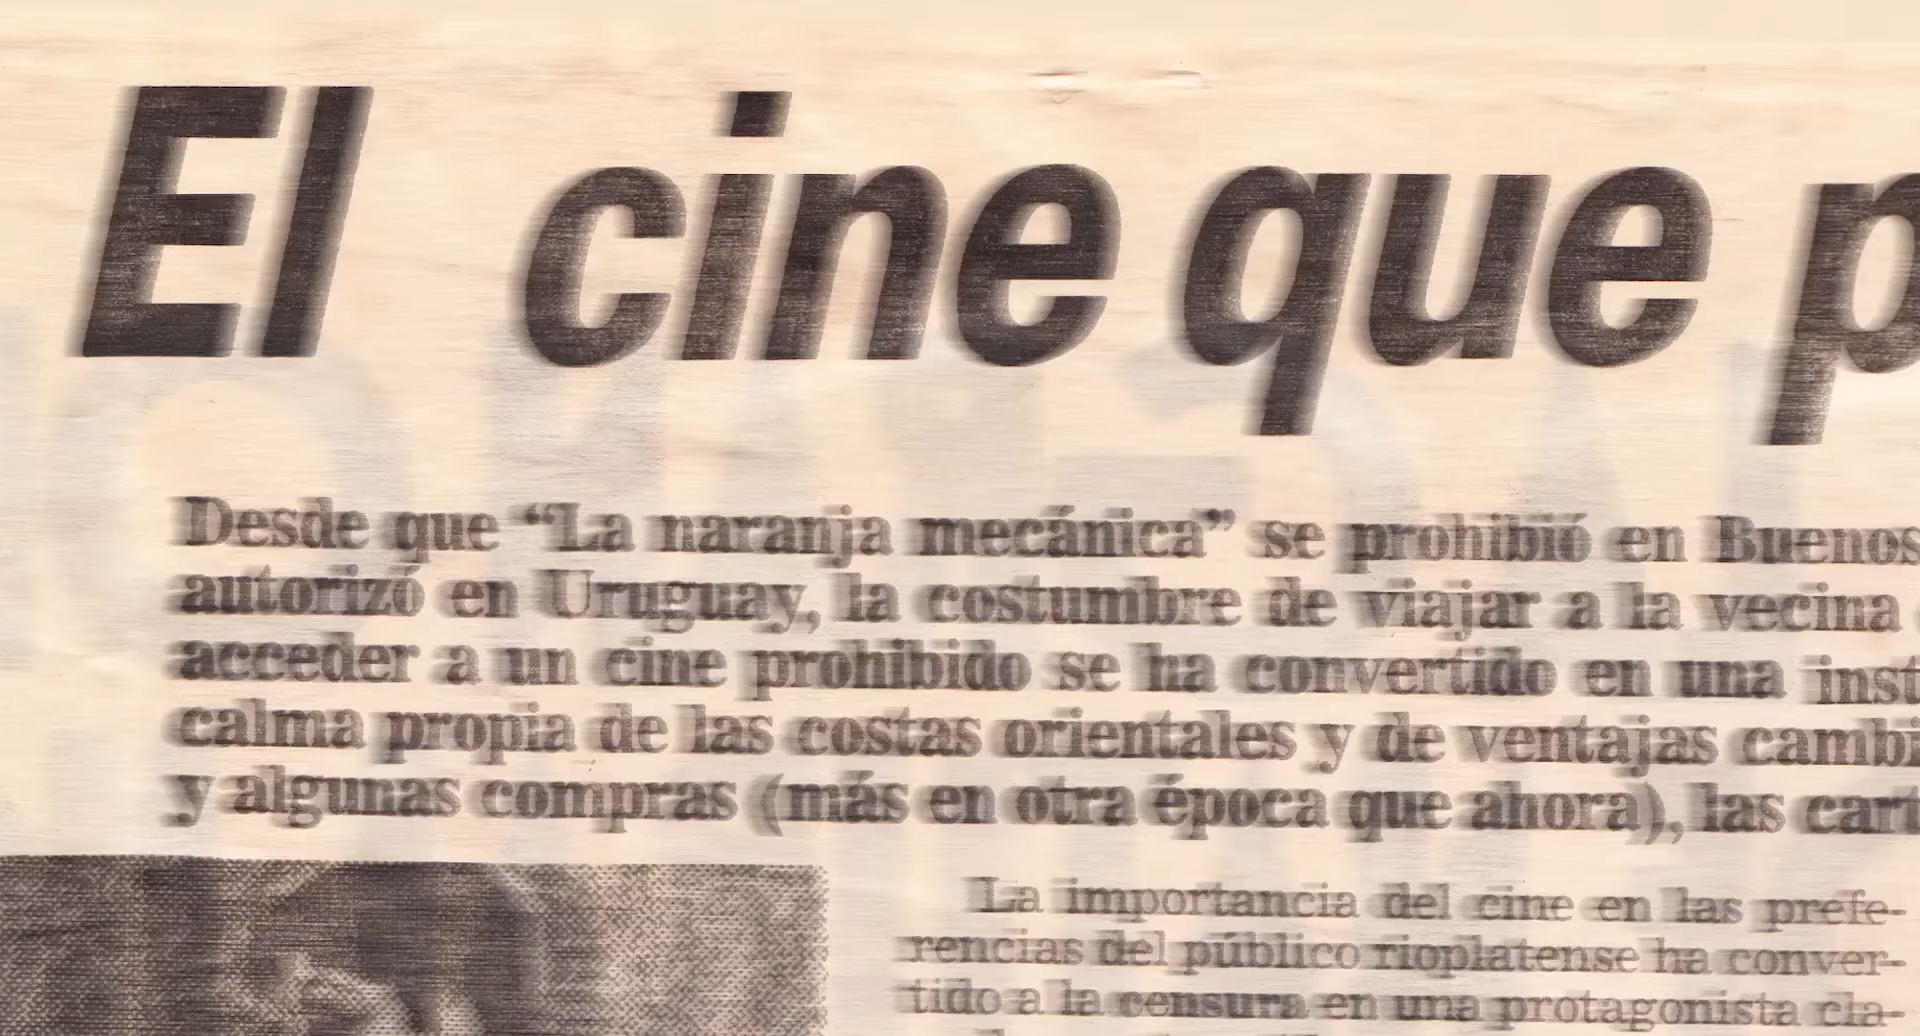 El cine que p
Desde que “La naranja mecánica” se prohibió en Buenos
autorizó en Uruguay, la costumbre de viajar a la vecina
acceder a un cine prohibido se ha convertido en una inst
calma propia de las costas orientales y de ventajas cambi
y algunas compras (más en otra época que ahora), las cart
La importancia del cine en las prefe-
rencias del público rioplatense ha conver-
tido a la censura en una protagonista cla-